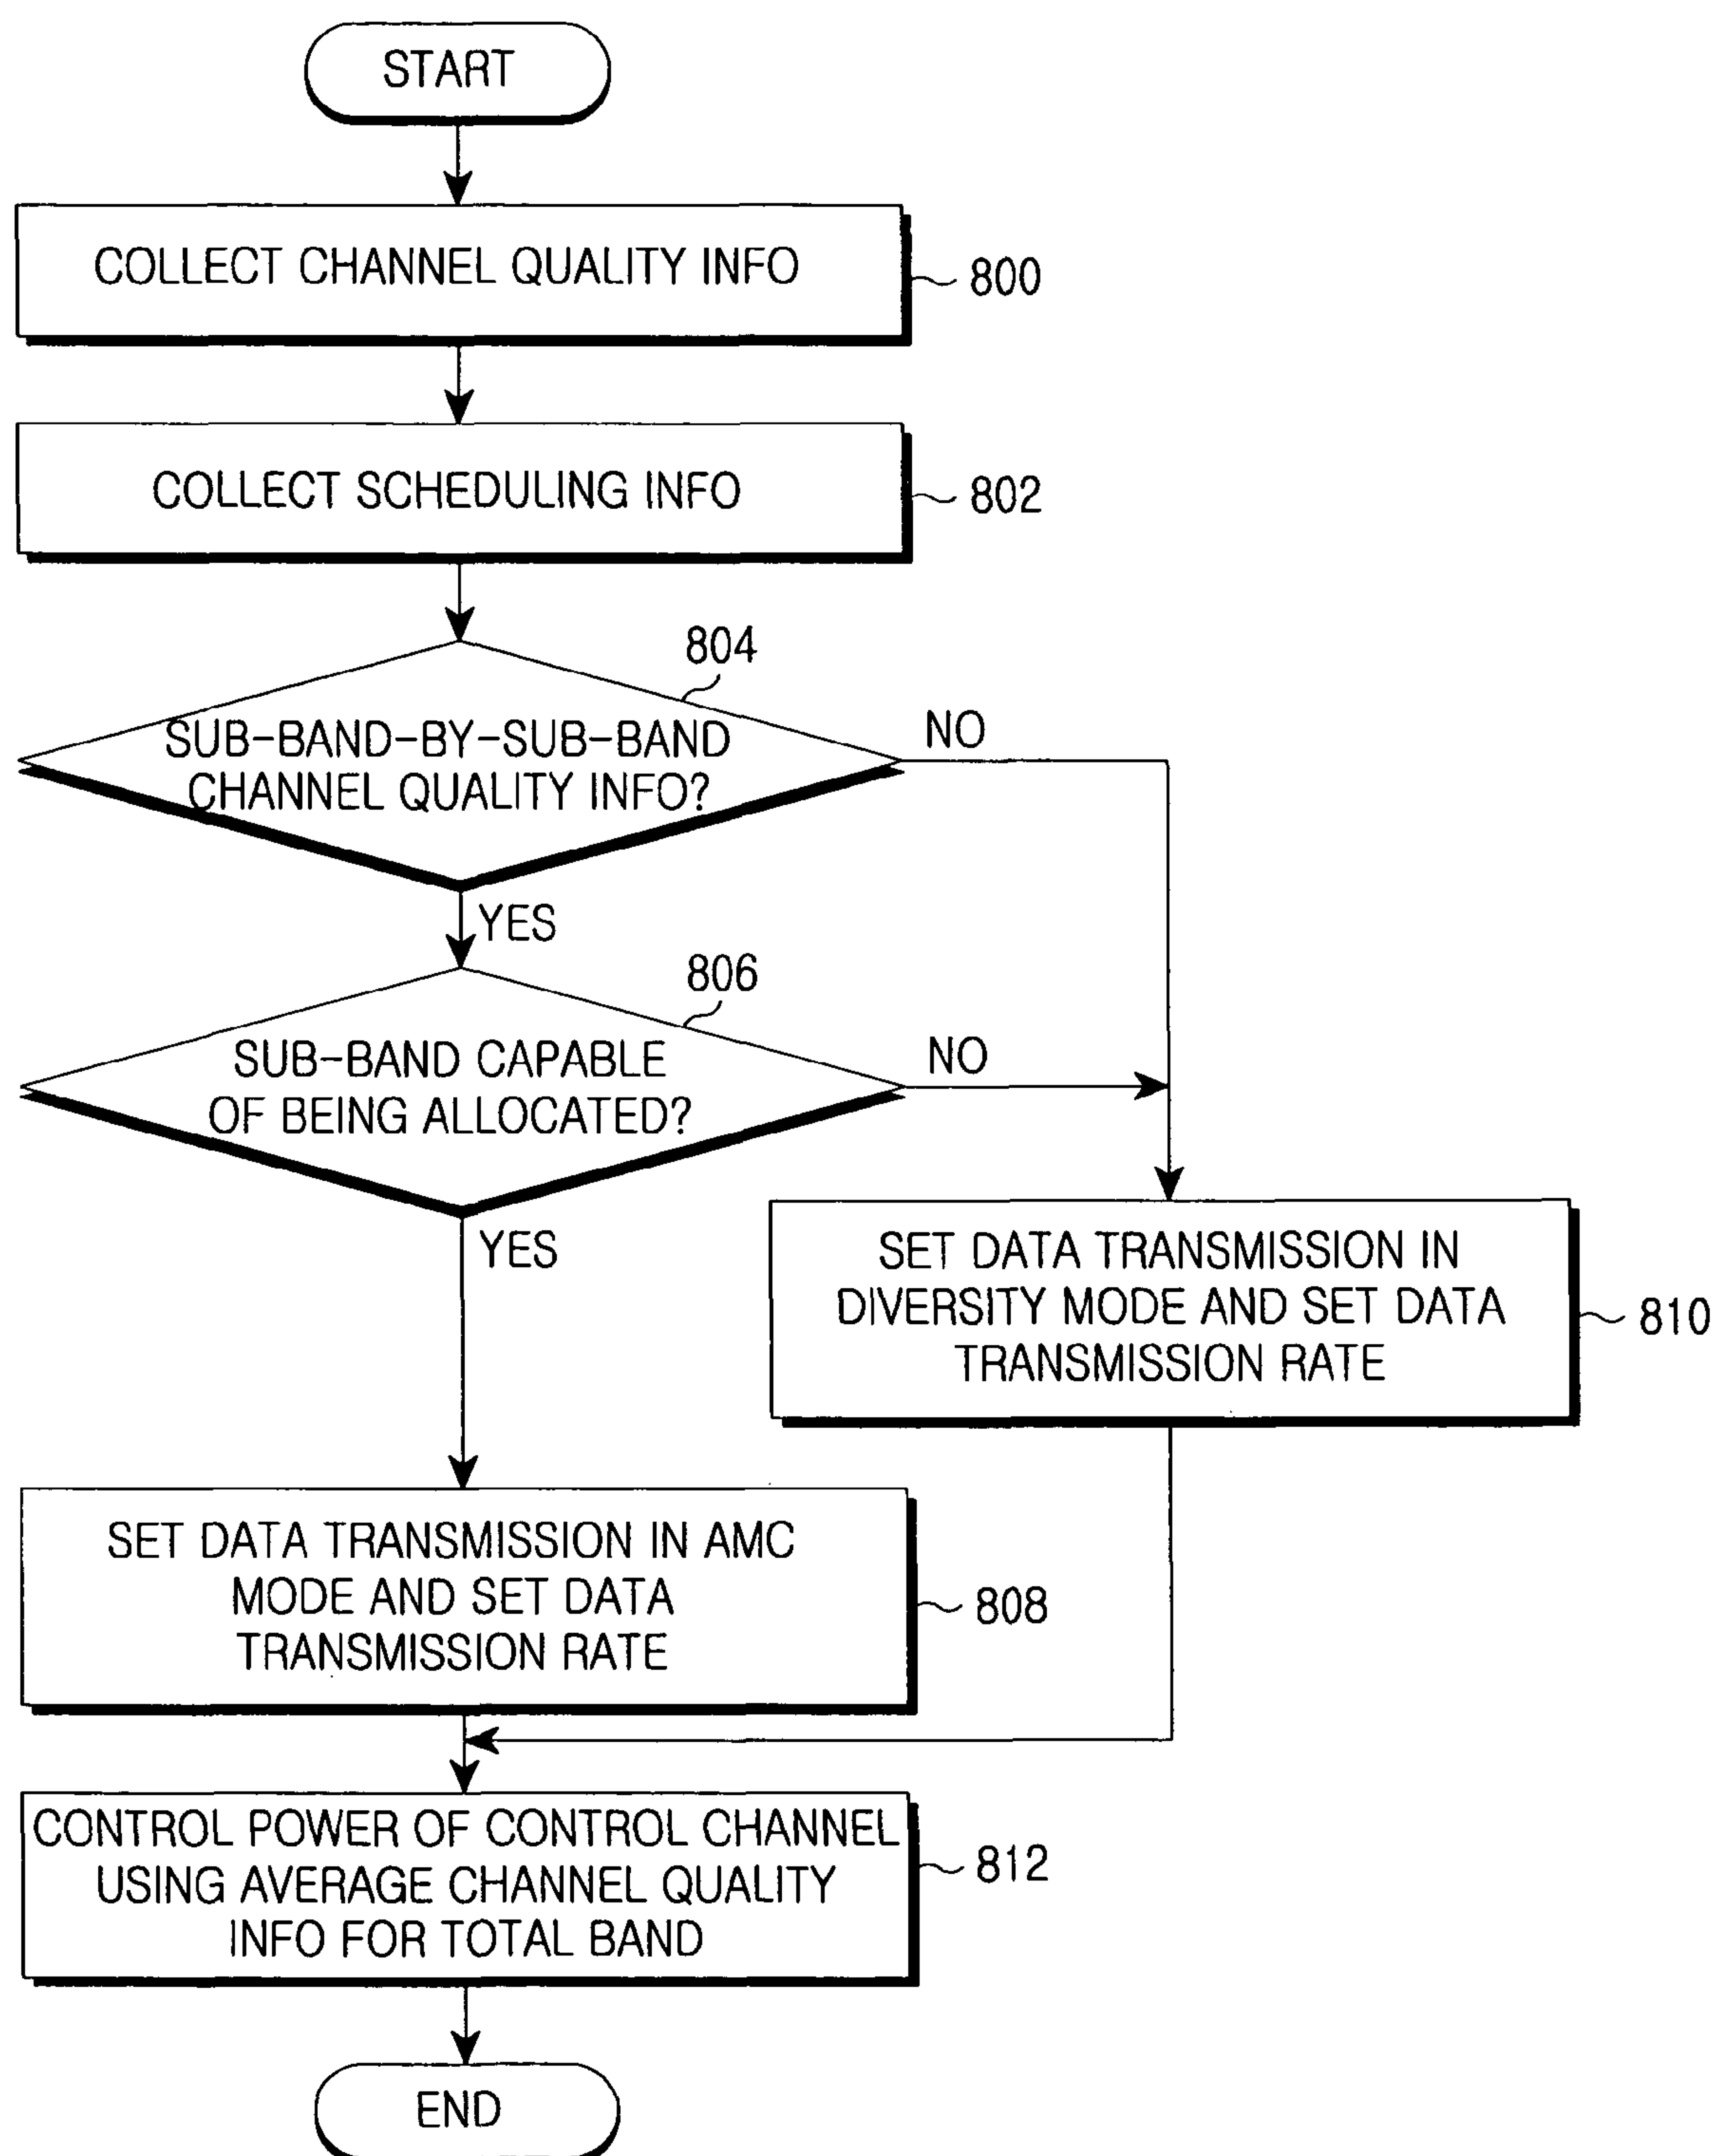 START
COLLECT CHANNEL QUALITY INFO
800
COLLECT SCHEDULING INFO
802
804
SUB-BAND-BY-SUB-BAND
CHANNEL QUALITY INFO?
NO
YES
806
SUB-BAND CAPABLE
OF BEING ALLOCATED?
NO
YES
SET DATA TRANSMISSION IN
DIVERSITY MODE AND SET DATA
TRANSMISSION RATE
810
SET DATA TRANSMISSION IN AMC
MODE AND SET DATA
TRANSMISSION RATE
808
CONTROL POWER OF CONTROL CHANNEL
USING AVERAGE CHANNEL QUALITY
INFO FOR TOTAL BAND
812
END